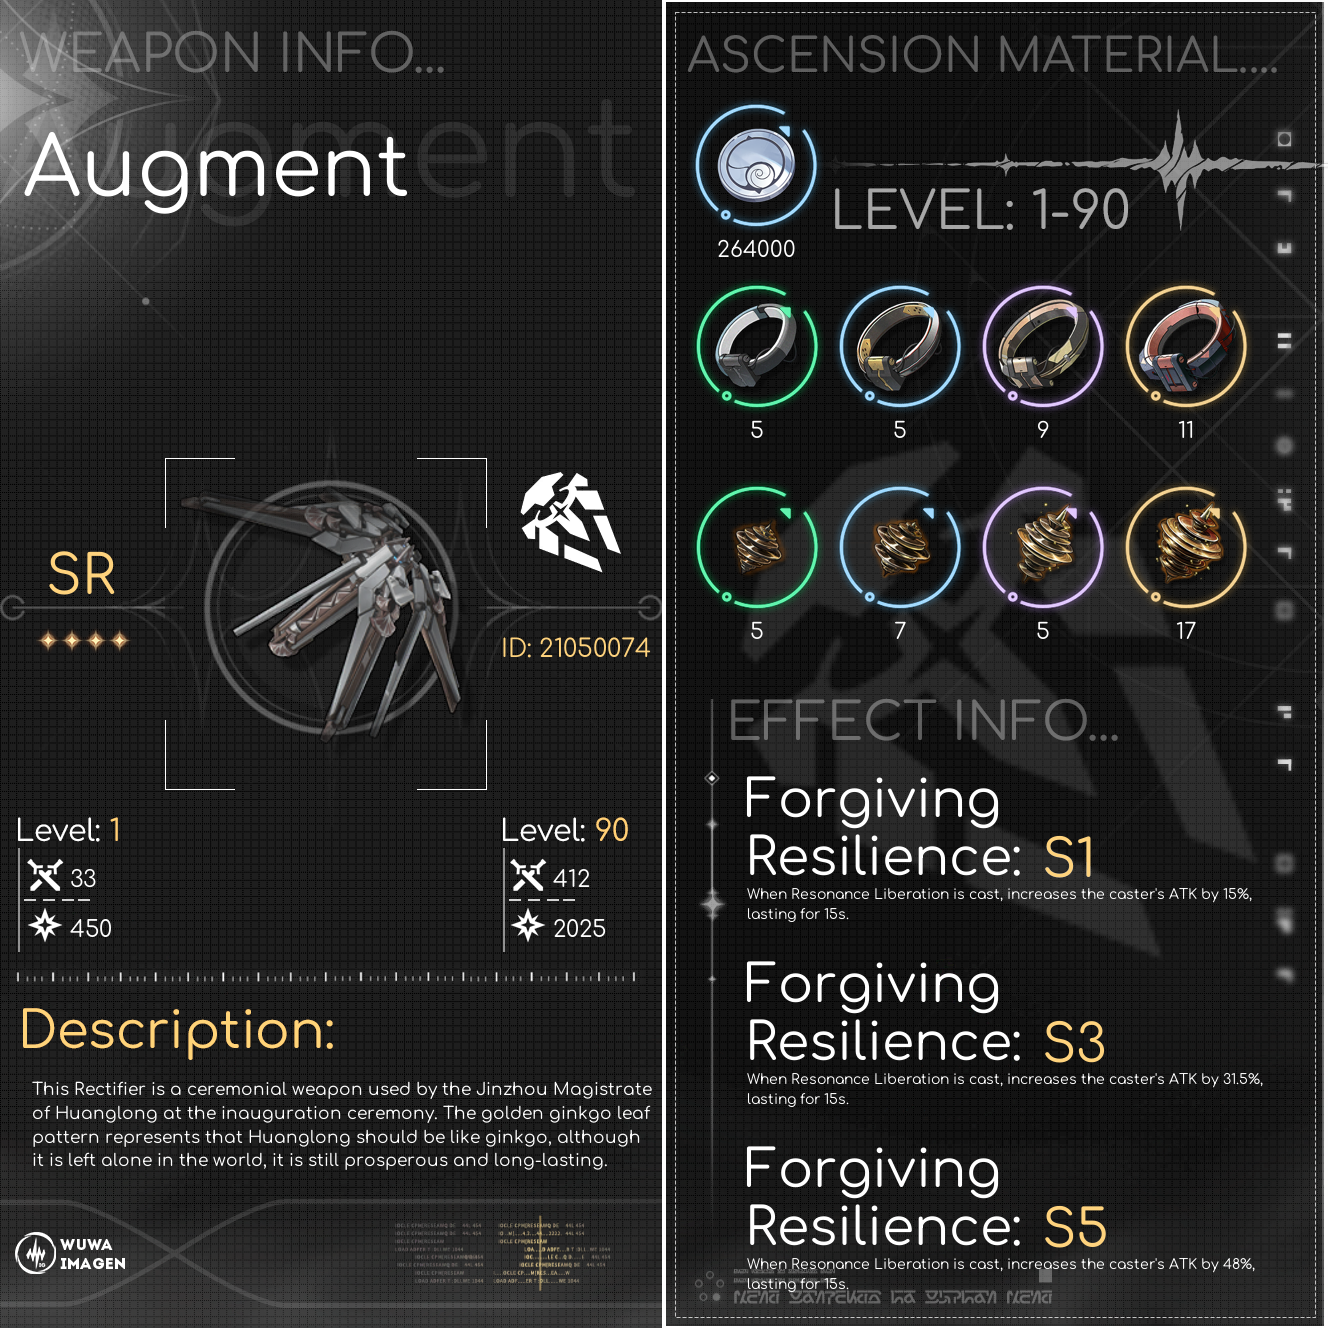 WEAPON INFO...
Augment
SR
ID: 21050074
Level: 1
33
450
Level: 90
412
2025
Description:
This Rectifier is a ceremonial weapon used by the Jinzhou Magistrate
of Huanglong at the inauguration ceremony. The golden ginkgo leaf
pattern represents that Huanglong should be like ginkgo, although
it is left alone in the world, it is still prosperous and long-lasting.
WUWA
IMAGEN
ASCENSION MATERIAL....
LEVEL: 1-90
264000
5 5 9 11
5 7 5 17
EFFECT INFO...
Forgiving
Resilience: S1
When Resonance Liberation is cast, increases the caster's ATK by 15%,
lasting for 15s.
Forgiving
Resilience: S3
When Resonance Liberation is cast, increases the caster's ATK by 31.5%,
lasting for 15s.
Forgiving
Resilience: S5
When Resonance Liberation is cast, increases the caster's ATK by 48%,
lasting for 15s.